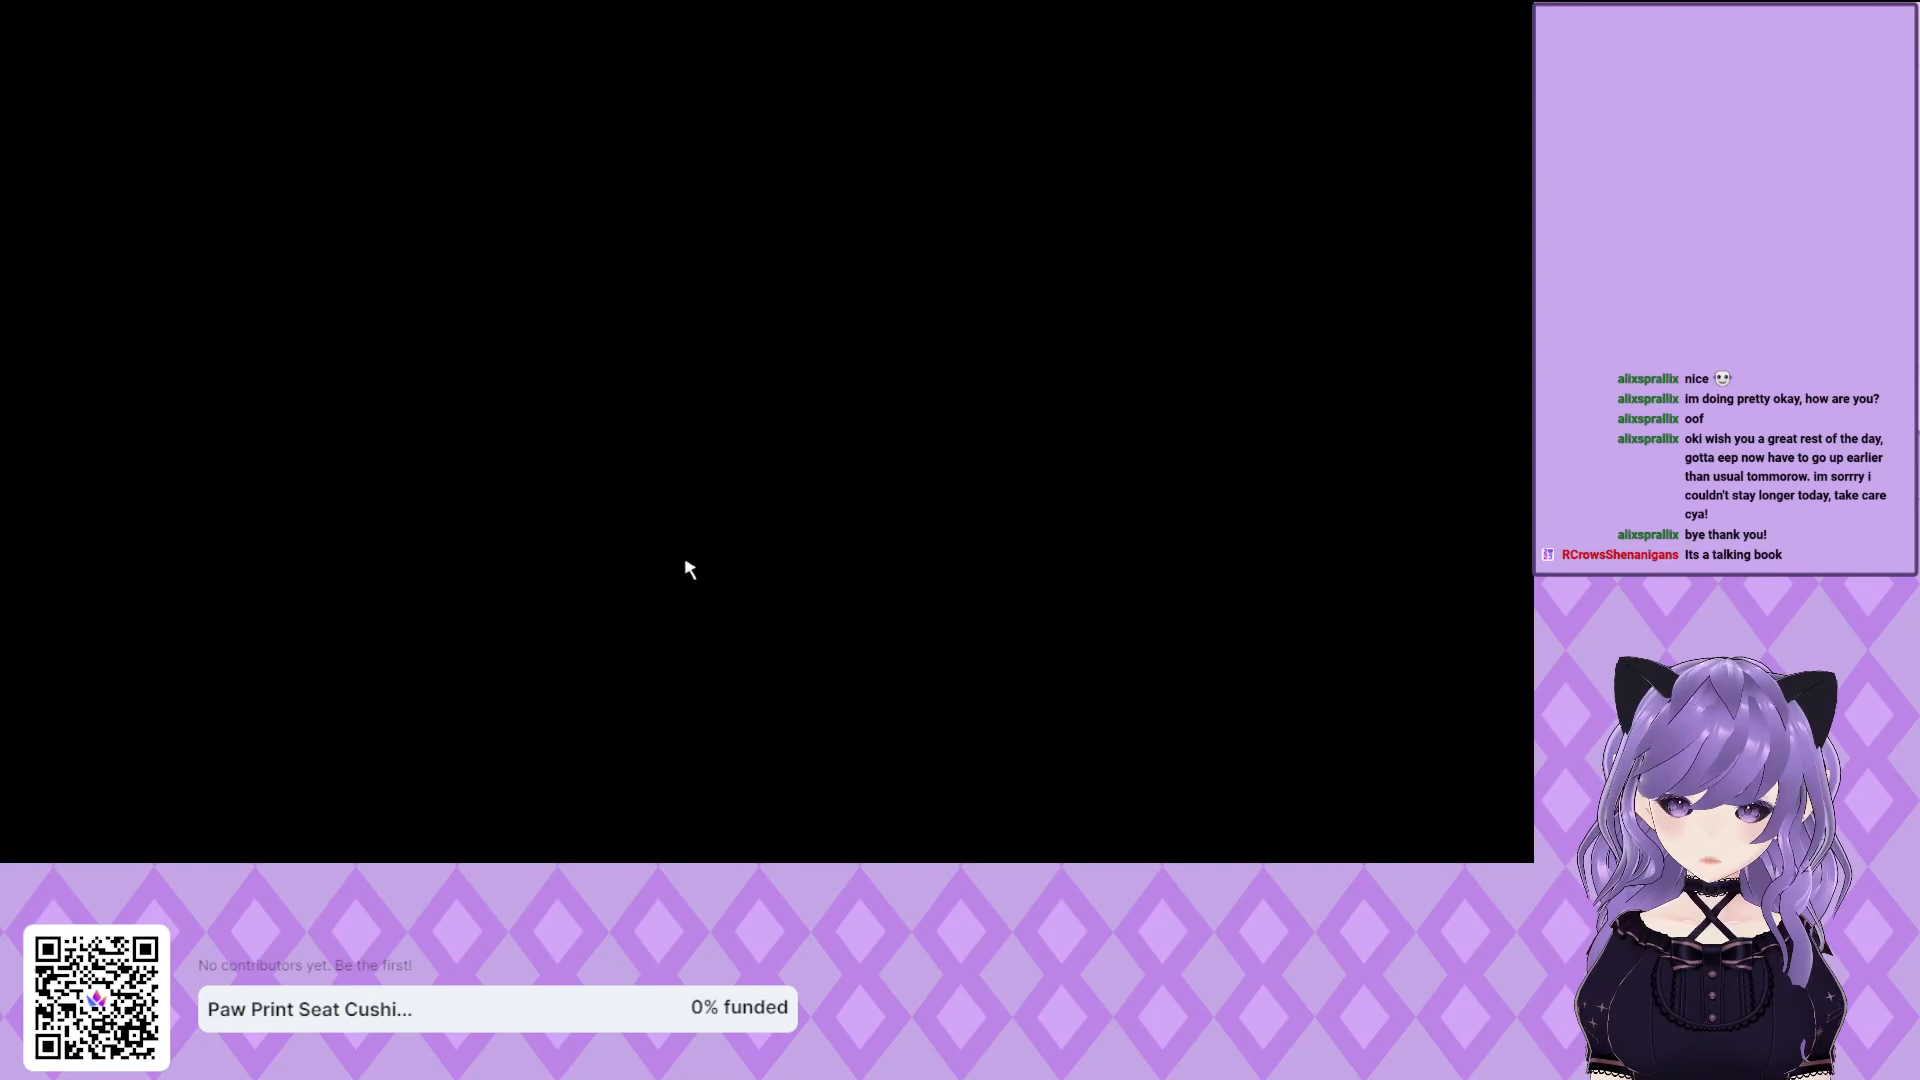 alixsprallix nice
alixsprallix im doing pretty okay, how are you?
alixsprallix oof
alixsprallix oki wish you a great rest of the day,
gotta eep now have to go up earlier
than usual tommorow. im sorrry i
couldn't stay longer today, take care
cya!
alixsprallix bye thank you!
RCrowsShenanigans Its a talking book
No contributors yet. Be the first!
Paw Print Seat Cushi... 0% funded